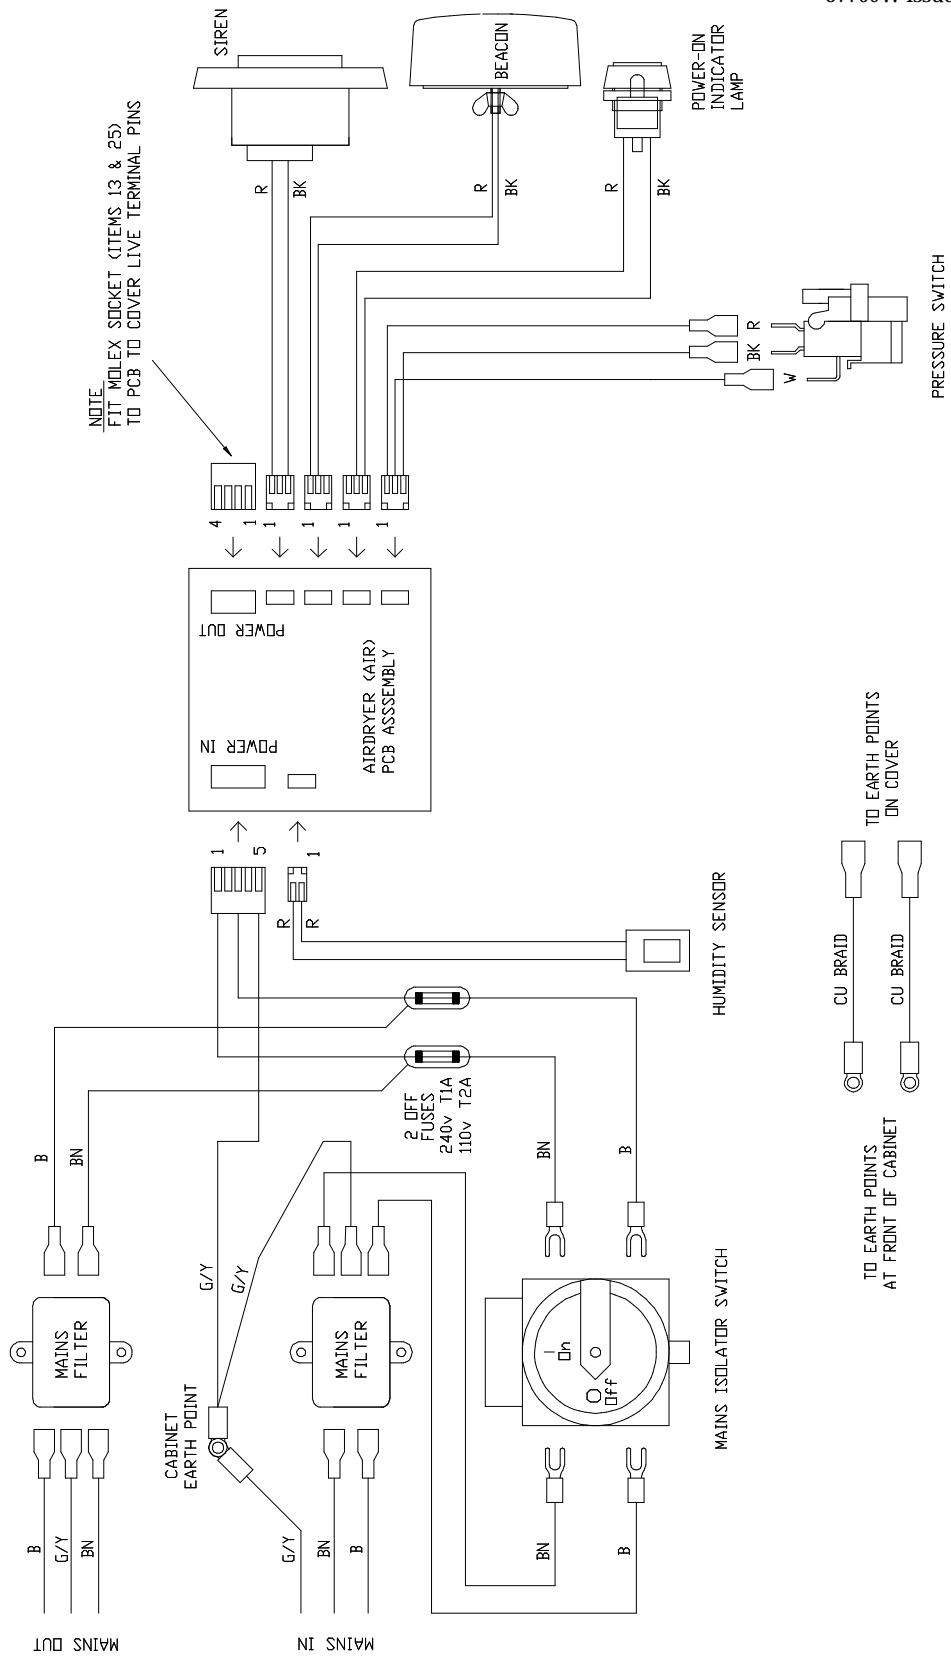 SIREN
BEACON
POWER-ON
INDICATOR
LAMP
NOTE
FIT MOLEX SOCKET (ITEMS 13 & 25)
TO PCB TO COVER LIVE TERMINAL PINS
R
BK
R
BK
R
BK
R
BK
W
PRESSURE SWITCH
4
1
1
1
1
1
POWER OUT
POWER IN
AIRDRYER (AIR)
PCB ASSSEMBLY
1
5
1
R
R
HUMIDITY SENSOR
2 OFF
FUSES
240v T1A
110v T2A
B
BN
BN
B
G/Y
G/Y
MAINS
FILTER
MAINS
FILTER
CABINET
EARTH POINT
On
Off
MAINS ISOLATOR SWITCH
B
G/Y
BN
MAINS OUT
G/Y
BN
B
MAINS IN
BN
B
TO EARTH POINTS
ON COVER
CU BRAID
CU BRAID
TO EARTH POINTS
AT FRONT OF CABINET